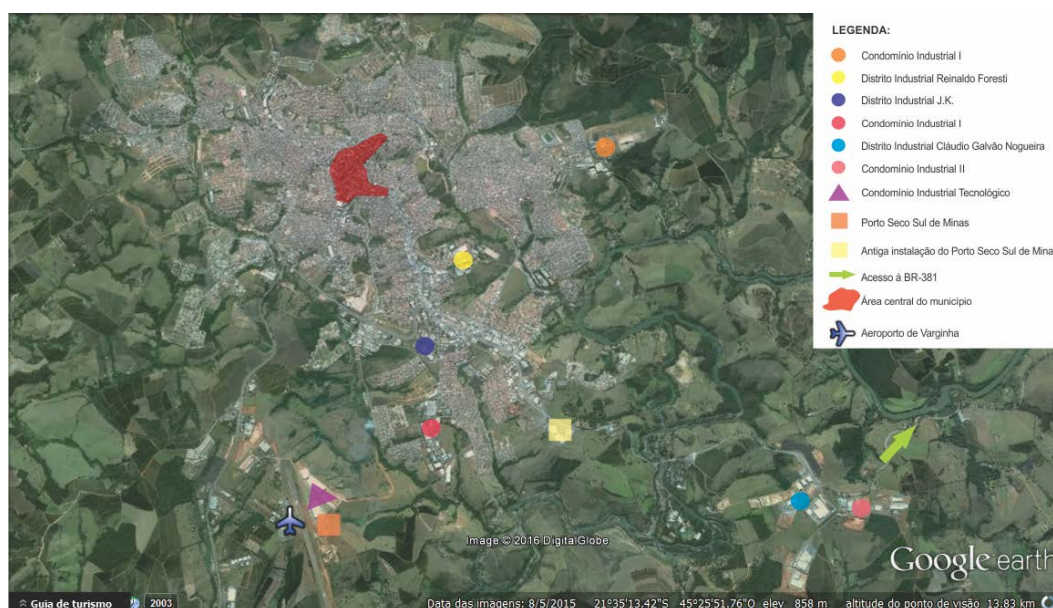 LEGENDA:
Condomínio Industrial I
Distrito Industrial Reinaldo Foresti
Distrito Industrial J.K.
Condomínio Industrial I
Distrito Industrial Cláudio Galvão Nogueira
Condomínio Industrial II
Condomínio Industrial Tecnológico
Porto Seco Sul de Minas
Antiga instalação do Porto Seco Sul de Mina
Acesso à BR-381
Área central do município
Aeroporto de Varginha
Image © 2016 DigitalGlobe
Google earth
Guia de turismo 2003 Data das imagens: 8/5/2015 21°35'13.42"S 45°25'51.76"O elev 858 m altitude do ponto de visão 13.83 km